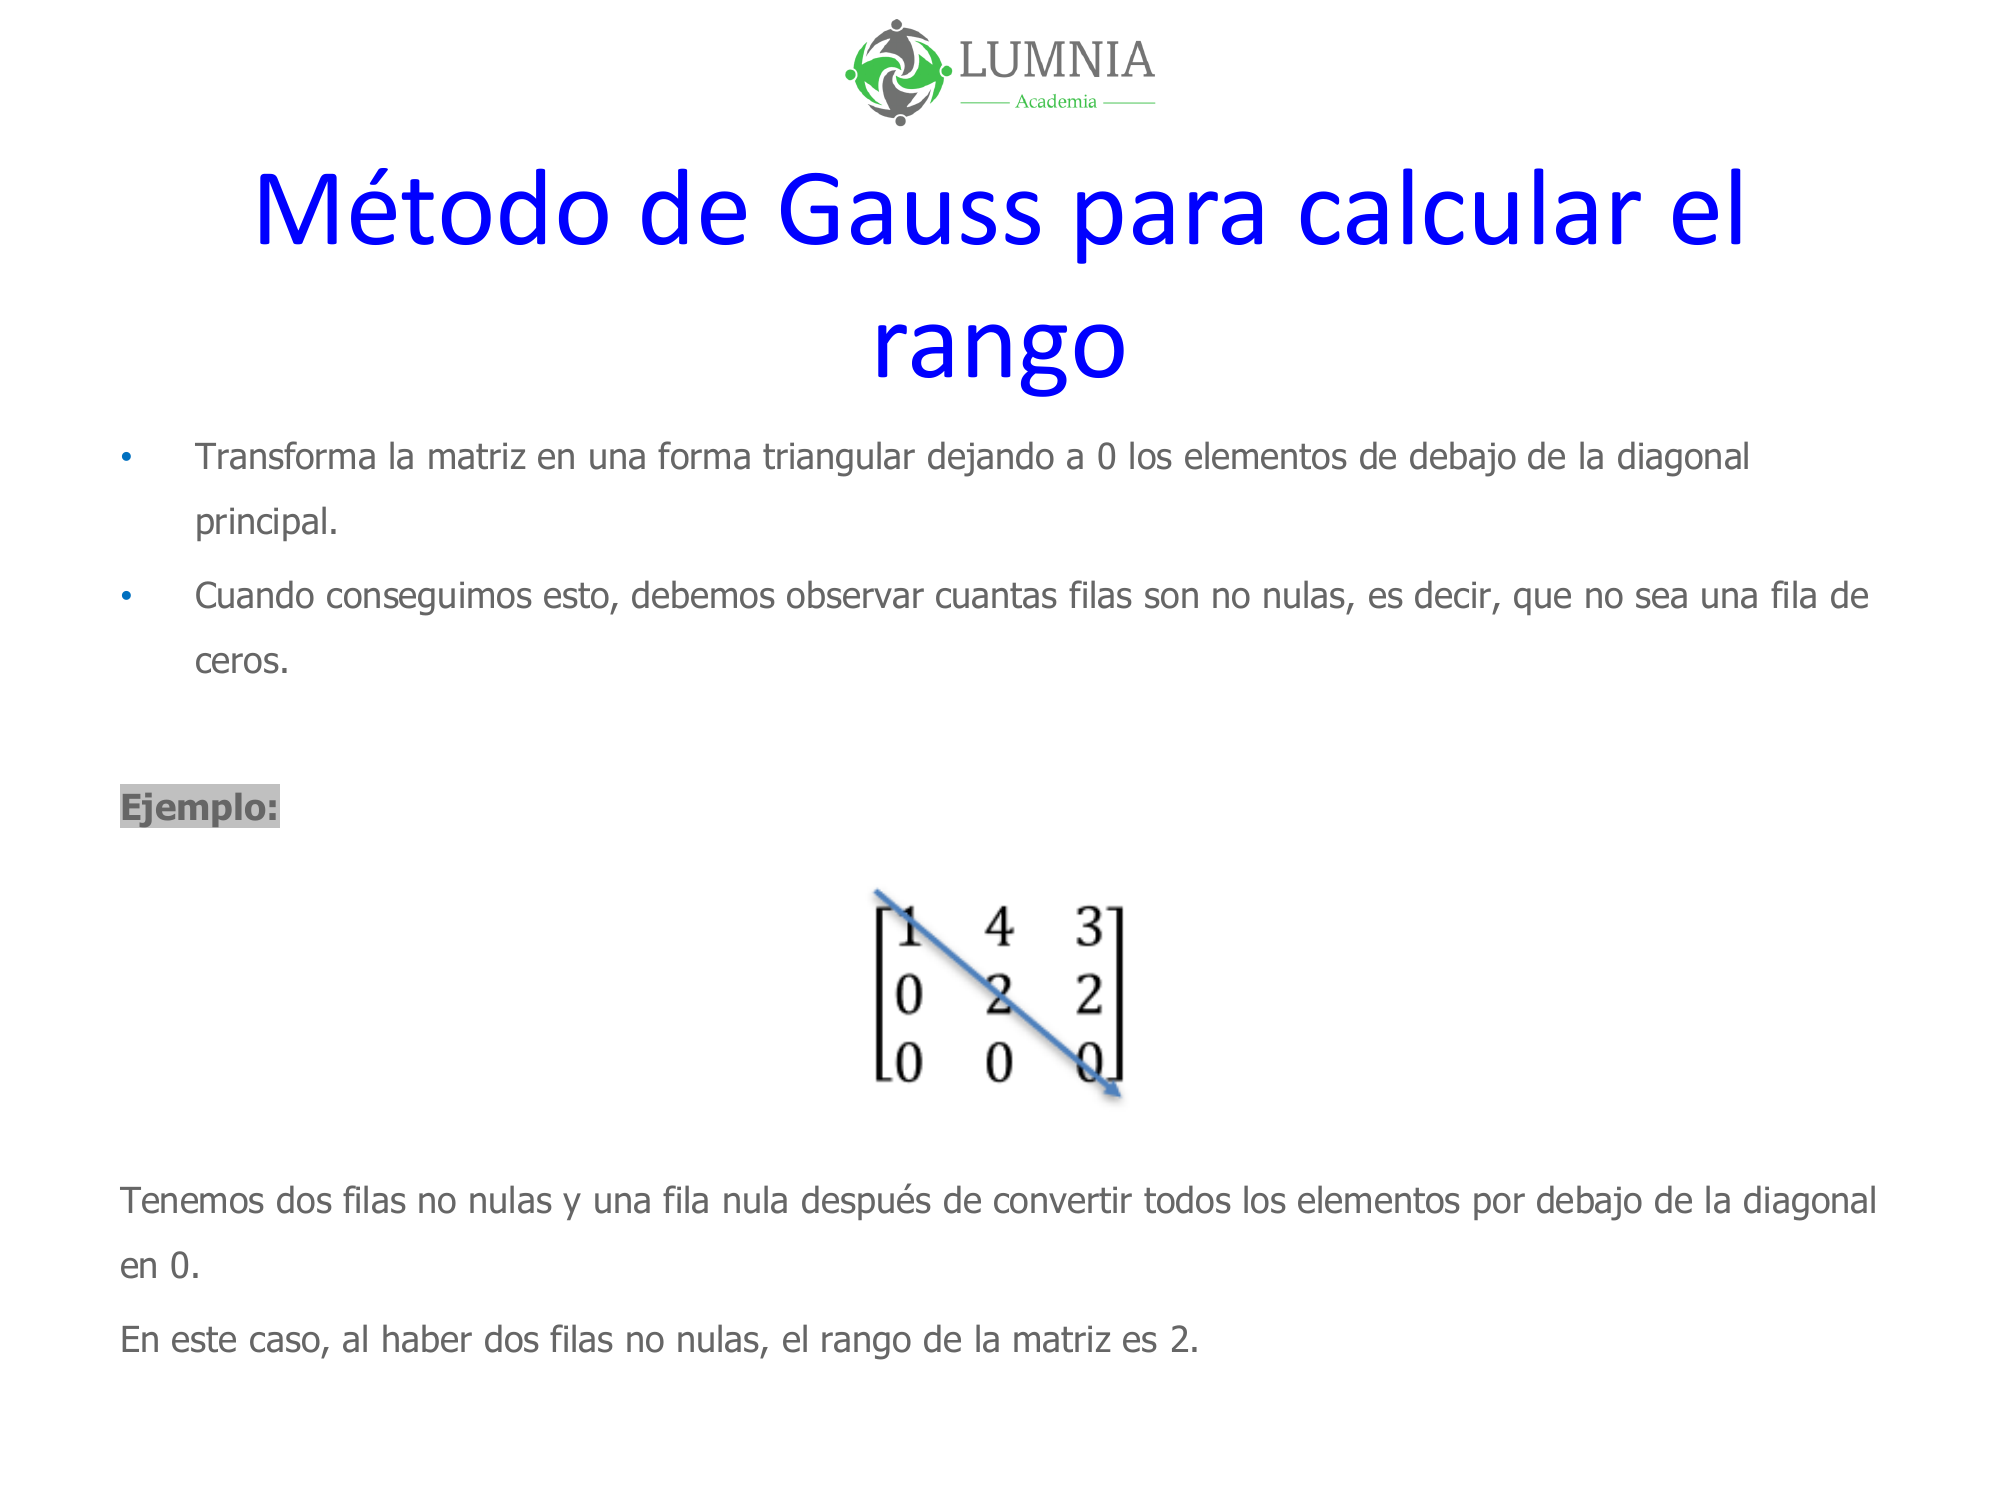 LUMNIA
Academia
Método de Gauss para calcular el
rango
• Transforma la matriz en una forma triangular dejando a 0 los elementos de debajo de la diagonal
principal.
• Cuando conseguimos esto, debemos observar cuantas filas son no nulas, es decir, que no sea una fila de
ceros.
Ejemplo:
1 4 3
0 2 2
0 0 0
Tenemos dos filas no nulas y una fila nula después de convertir todos los elementos por debajo de la diagonal
en 0.
En este caso, al haber dos filas no nulas, el rango de la matriz es 2.